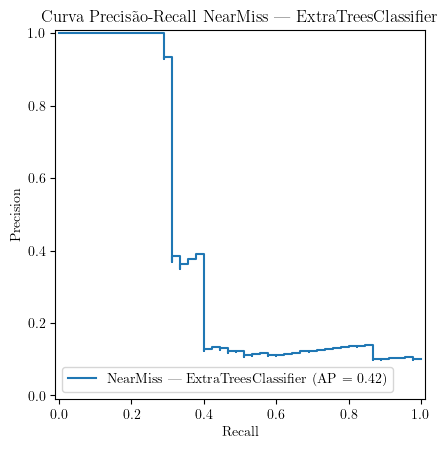 Curva Precisão-Recall NearMiss — ExtraTreesClassifier
1.0
0.8
0.6
0.4
0.2
0.0
Precision
NearMiss — ExtraTreesClassifier (AP = 0.42)
0.0 0.2 0.4 0.6 0.8 1.0
Recall